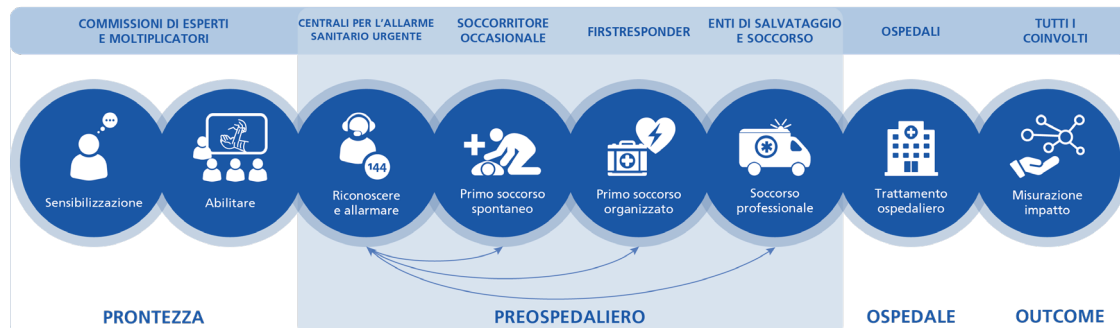 COMMISSIONI DI ESPERTI
E MOLTIPLICATORI
CENTRALI PER L'ALLARME
SANITARIO URGENTE
SOCCORRITORE
OCCASIONALE
FIRSTRESPONDER
ENTI DI SALVATAGGIO
E SOCCORSO
OSPEDALI
TUTTI I
COINVOLTI
Sensibilizzazione
Abilitare
144
Riconoscere
e allarmare
Primo soccorso
spontaneo
Primo soccorso
organizzato
Soccorso
professionale
Trattamento
ospedaliero
Misurazione
impatto
PRONTEZZA
PREOSPEDALIERO
OSPEDALE
OUTCOME